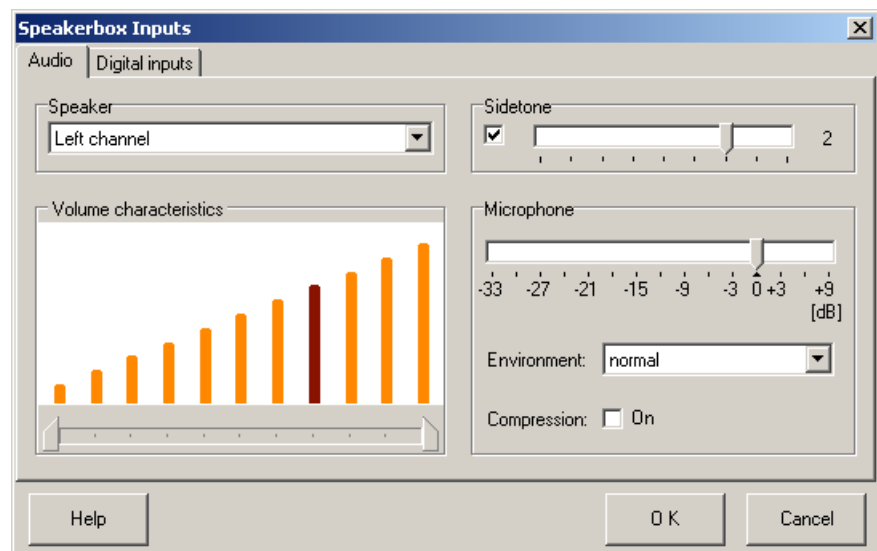 Speakerbox Inputs
Audio
Digital inputs
Speaker
Left channel
Sidetone
2
Volume characteristics
Microphone
-33 -27 -21 -15 -9 -3 0 +3 +9
[dB]
Environment: normal
Compression: On
Help
O K
Cancel